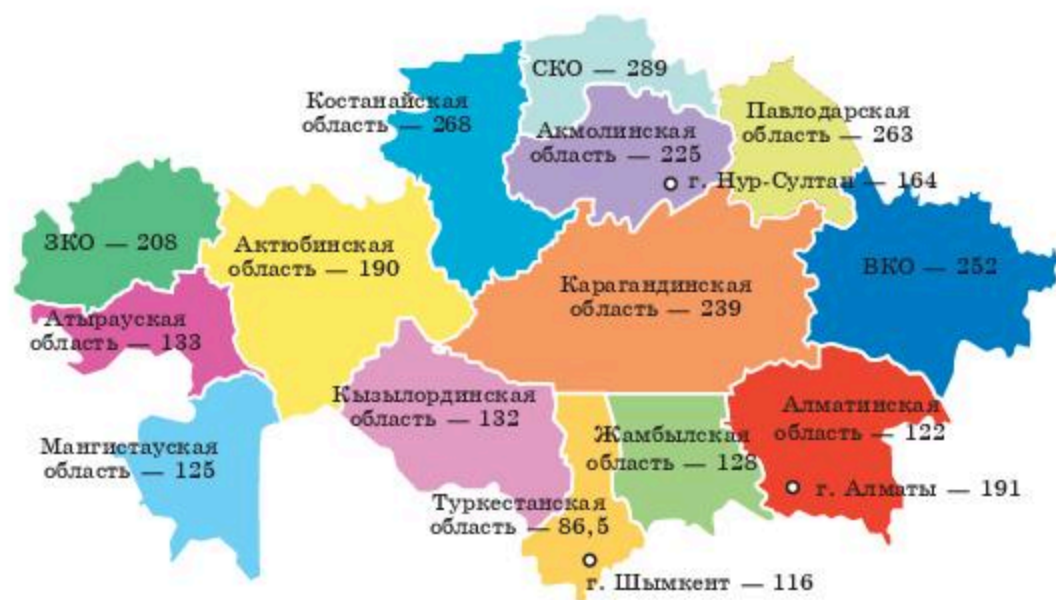 СКО — 289
Костанайская
область — 268
Акмолинская
область — 225
Павлодарская
область — 263
г. Нур-Султан — 164
ЗКО — 208
Актюбинская
область — 190
Карагандинская
область — 239
ВКО — 252
Атырауская
область — 133
Кызылординская
область — 132
Жамбылская
область — 128
Алматинская
область — 122
Мангистауская
область — 125
г. Алматы — 191
Туркестанская
область — 86,5
г. Шымкент — 116